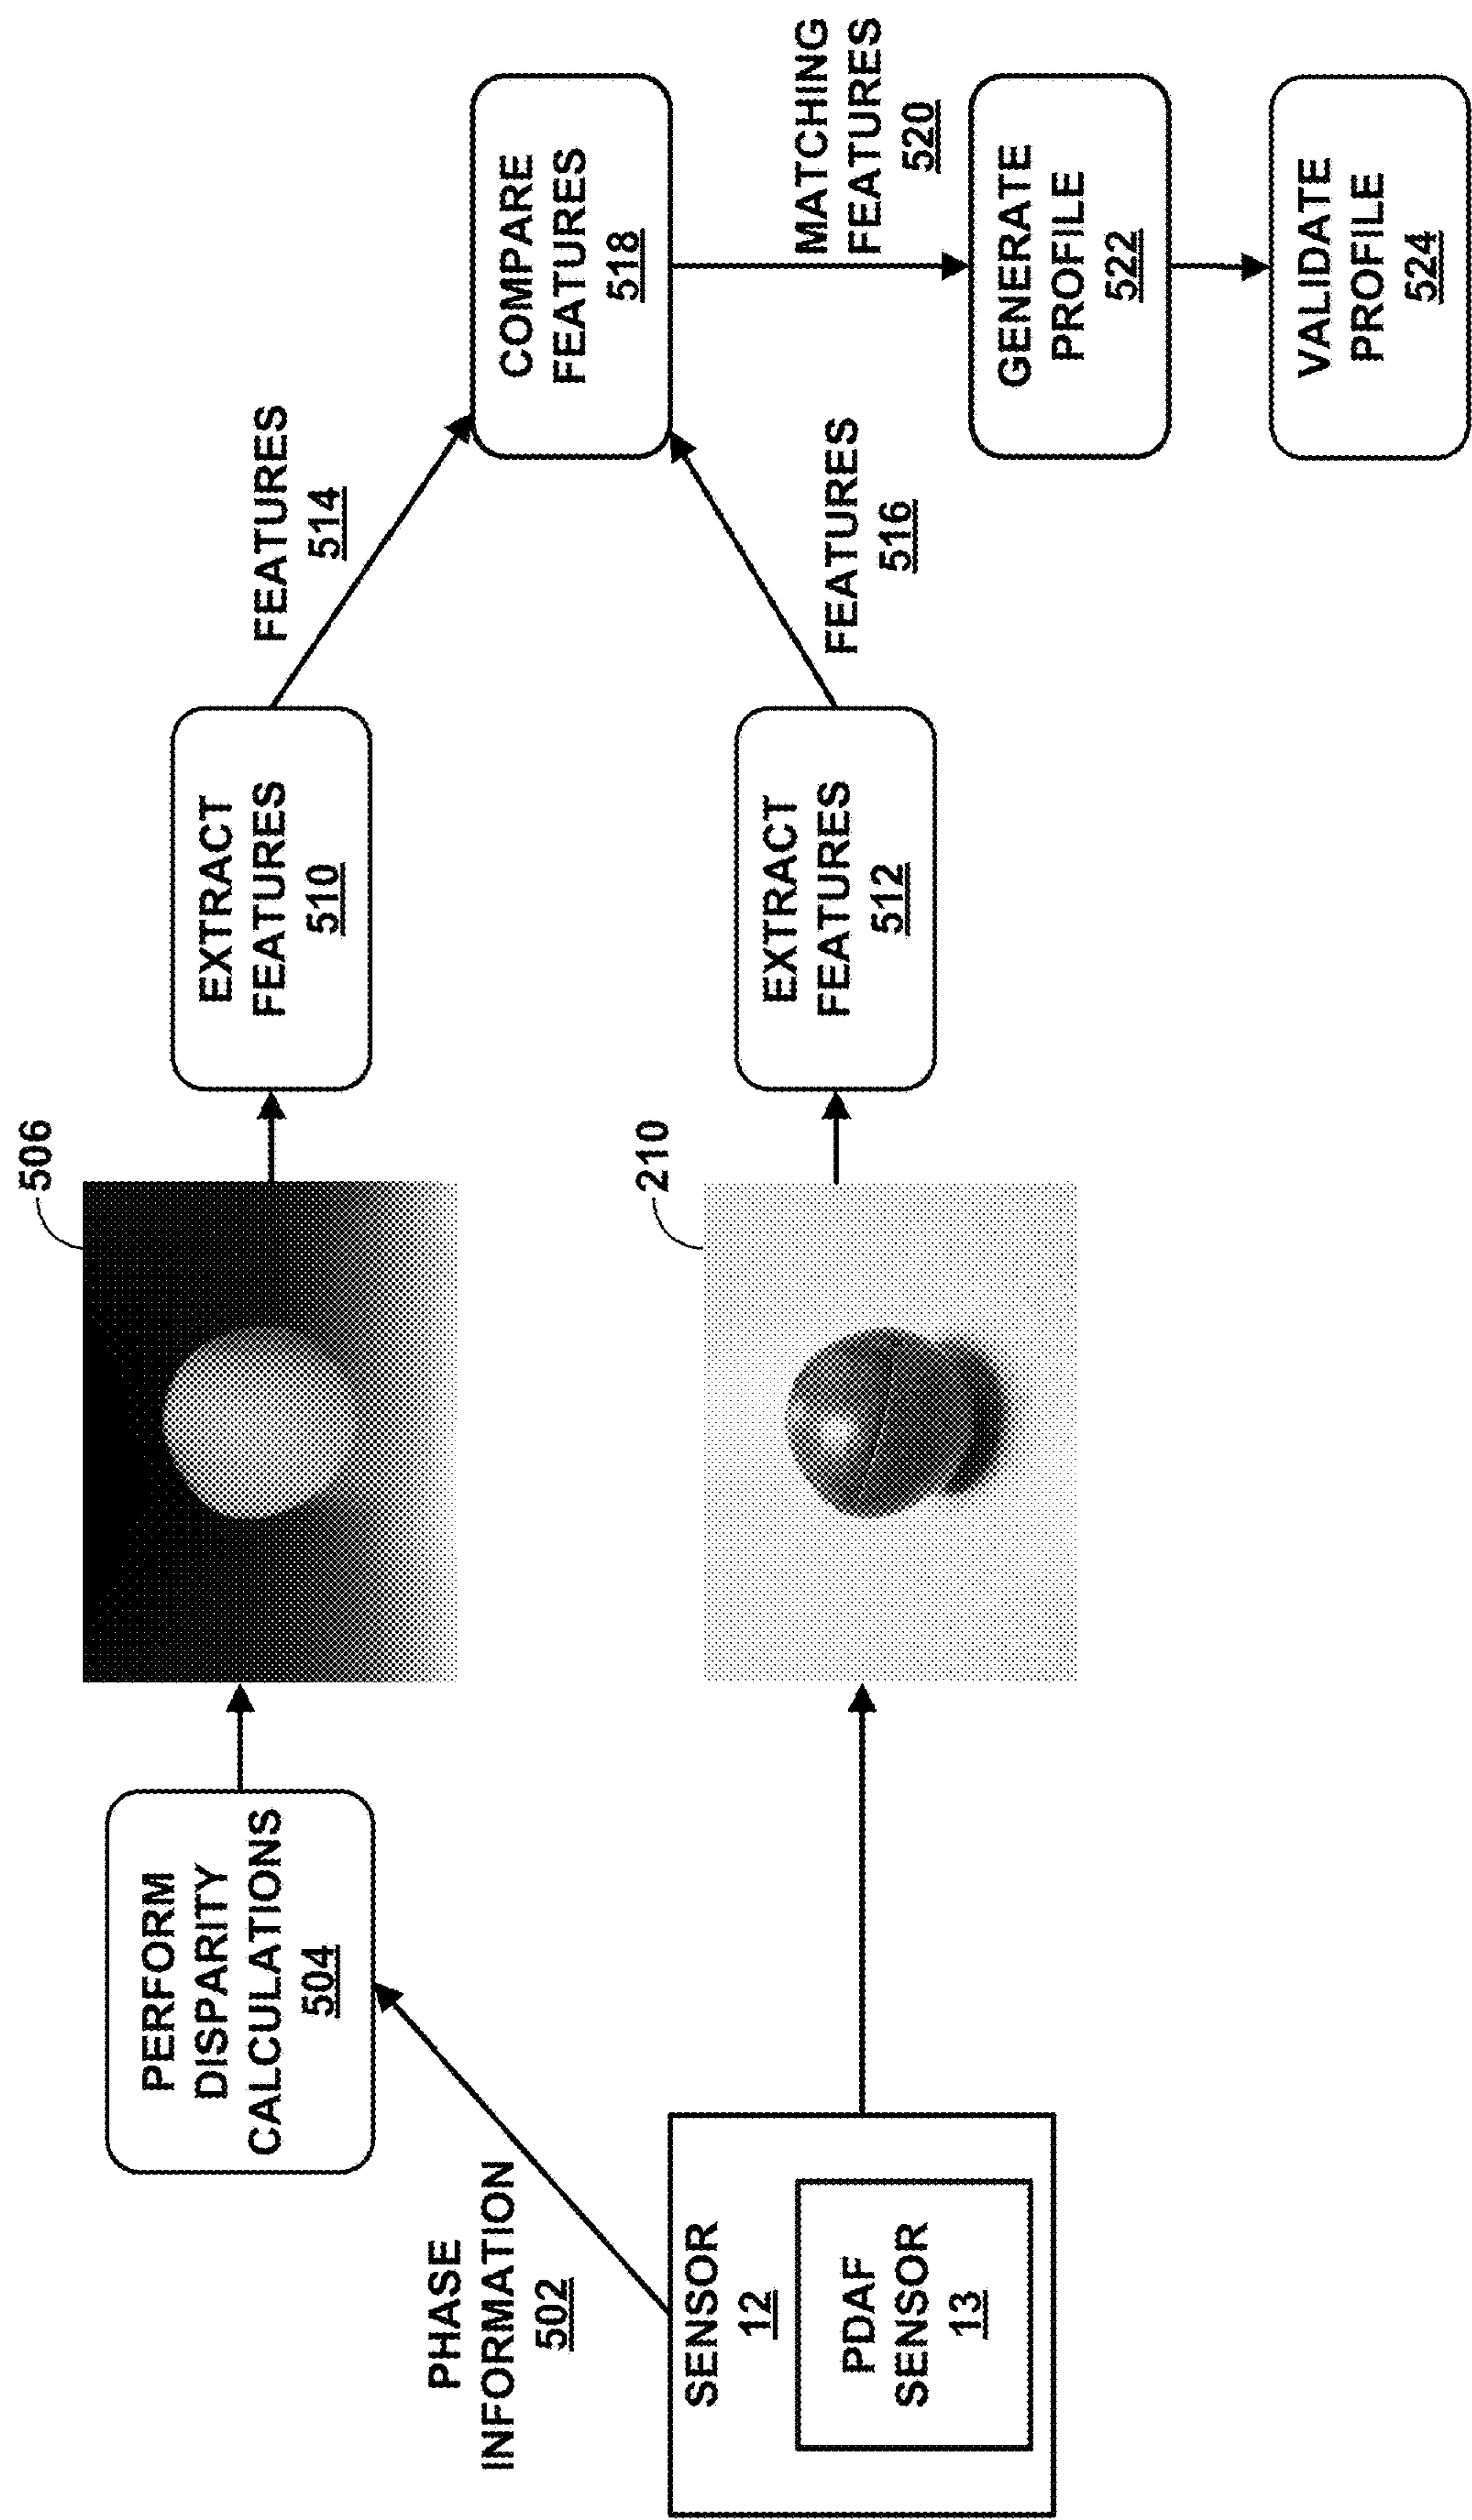 PHASE
INFORMATION
502
SENSOR
12
PDAF
SENSOR
13
PERFORM
DISPARITY
CALCULATIONS
504
506
210
EXTRACT
FEATURES
510
EXTRACT
FEATURES
512
FEATURES
514
FEATURES
516
COMPARE
FEATURES
518
MATCHING
FEATURES
520
GENERATE
PROFILE
522
VALIDATE
PROFILE
524